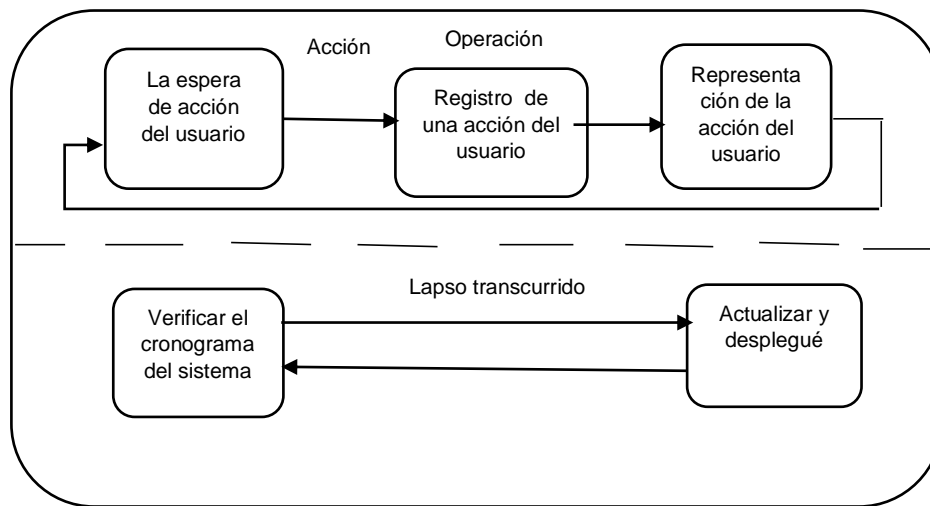 Acción
Operación
La espera
de acción
del usuario
Registro de
una acción del
usuario
Representa
ción de la
acción del
usuario
Lapso transcurrido
Verificar el
cronograma
del sistema
Actualizar y
desplegué